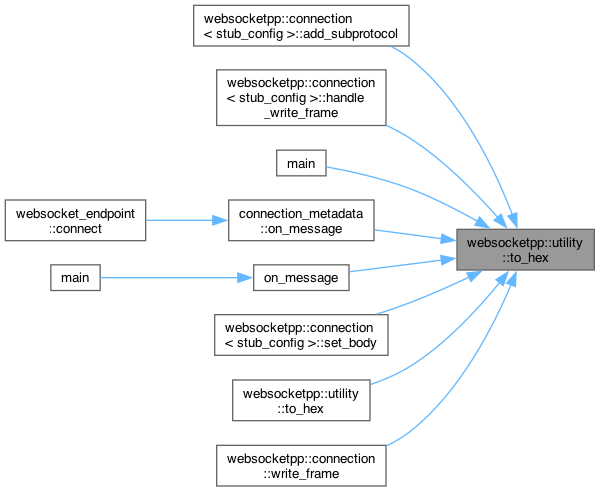 websocketpp::connection
< stub_config >::add_subprotocol
websocketpp::connection
< stub_config >::handle
_write_frame
main
websocket_endpoint
::connect
connection_metadata
::on_message
websocketpp::utility
::to_hex
main
on_message
websocketpp::connection
< stub_config >::set_body
websocketpp::utility
::to_hex
websocketpp::connection
::write_frame